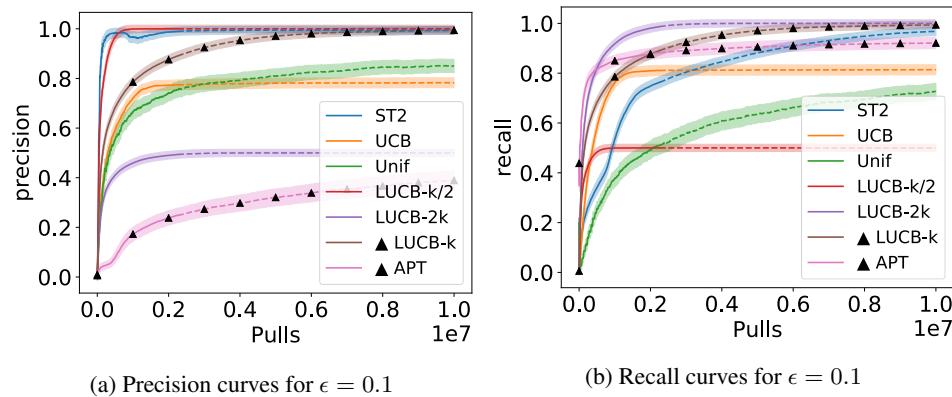 1.0
0.8
0.6
0.4
0.2
0.0
precision
ST2
UCB
Unif
LUCB-k/2
LUCB-2k
▲ LUCB-k
▲ APT
0.0 0.2 0.4 0.6 0.8 1.0
Pulls 1e7
(a) Precision curves for ϵ = 0.1
1.0
0.8
0.6
0.4
0.2
0.0
recall
ST2
UCB
Unif
LUCB-k/2
LUCB-2k
▲ LUCB-k
▲ APT
0.0 0.2 0.4 0.6 0.8 1.0
Pulls 1e7
(b) Recall curves for ϵ = 0.1